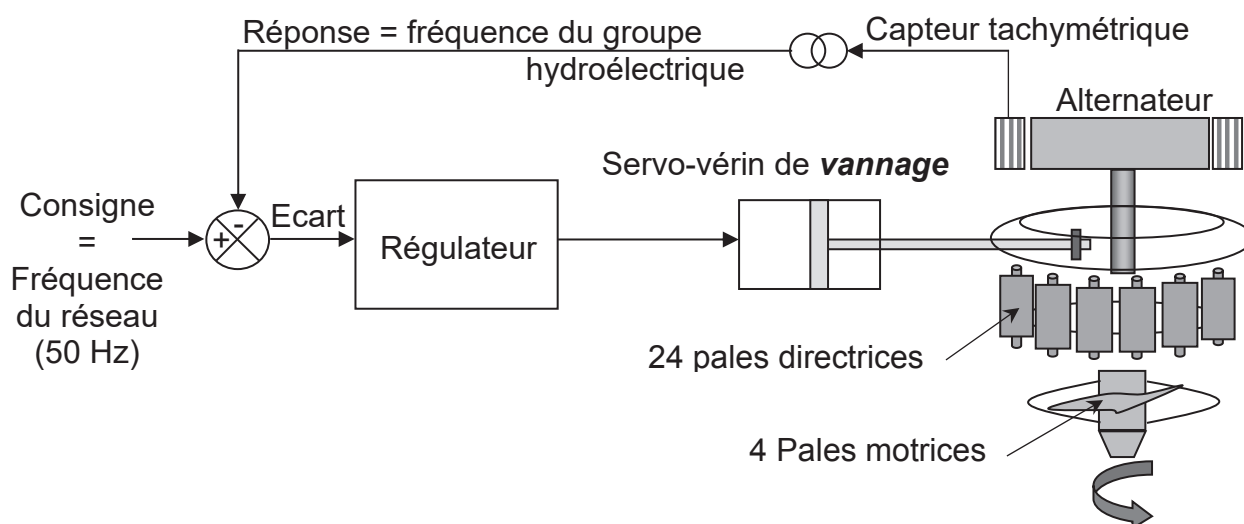 Réponse = fréquence du groupe
hydroélectrique
Capteur tachymétrique
Alternateur
Servo-vérin de vannage
Consigne
=
Fréquence
du réseau
(50 Hz)
+
-
Ecart
Régulateur
24 pales directrices
4 Pales motrices